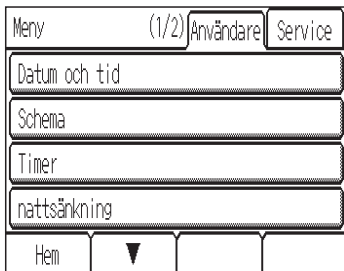 Meny (1/2) Användare Service
Datum och tid
Schema
Timer
nattsänkning
Hem ▼